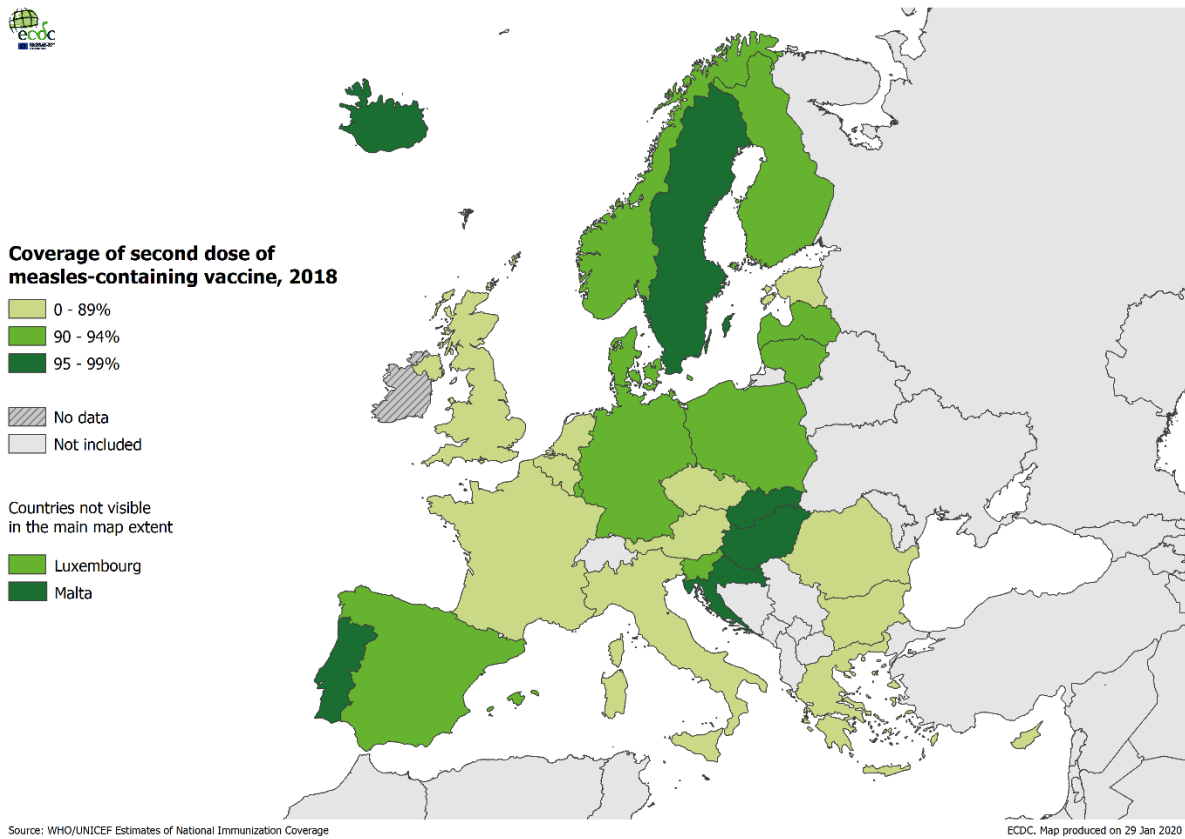 ecdc
Coverage of second dose of
measles-containing vaccine, 2018
0 - 89%
90 - 94%
95 - 99%
No data
Not included
Countries not visible
in the main map extent
Luxembourg
Malta
Source: WHO/UNICEF Estimates of National Immunization Coverage
ECDC. Map produced on 29 Jan 2020